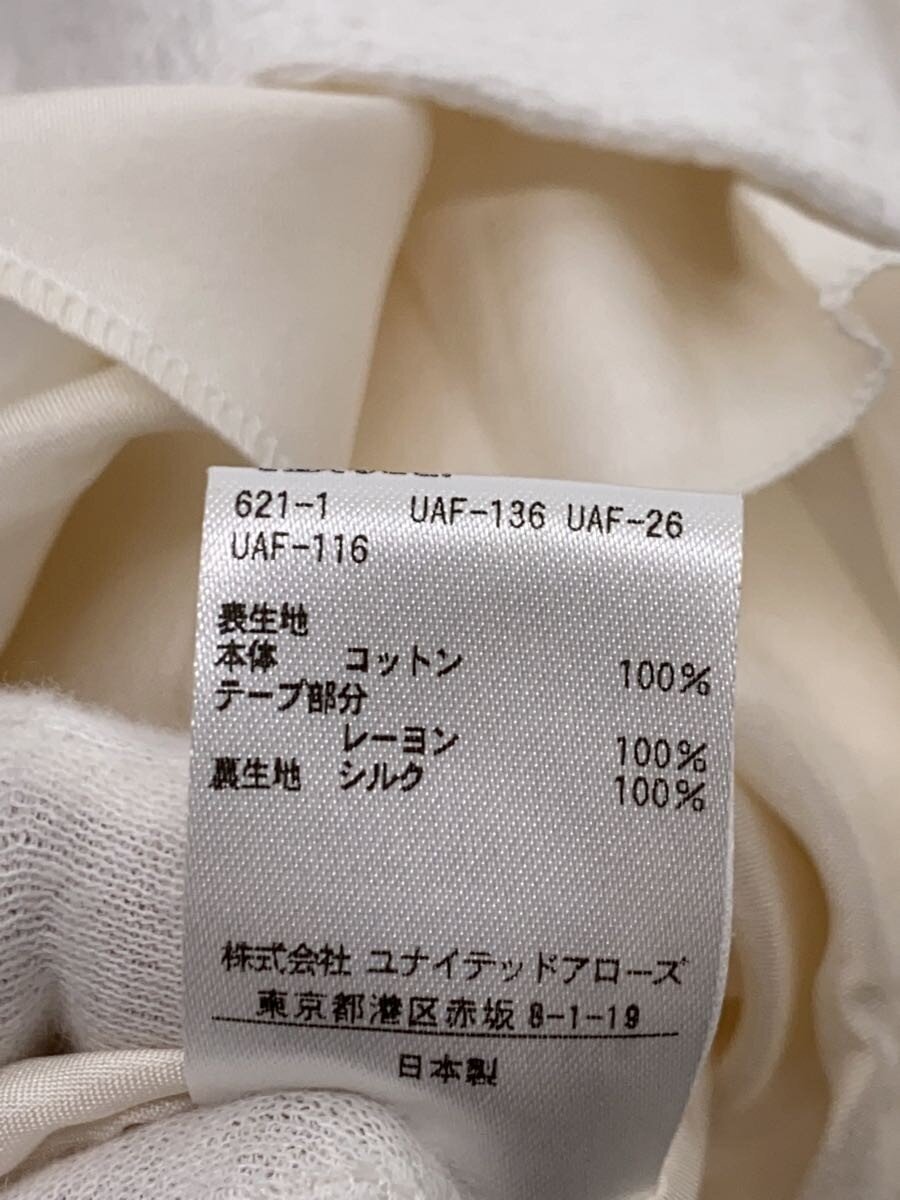 621-1 UAF-136 UAF-26
UAF-116
表生地
本体 コットン 100%
テープ部分
レーヨン 100%
裏生地 シルク 100%
株式会社 ユナイテッドアローズ
東京都港区赤坂 8-1-19
日本製